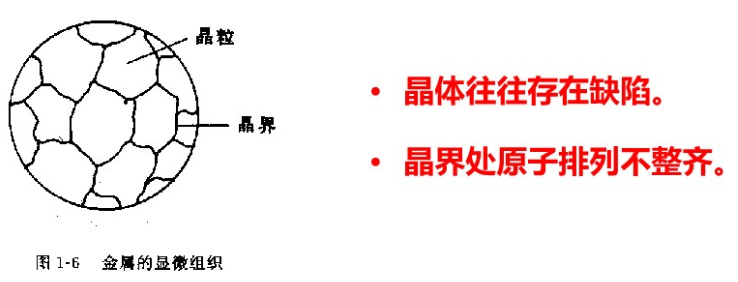 晶粒
晶界
图 1-6 金属的显微组织
• 晶体往往存在缺陷。
• 晶界处原子排列不整齐。